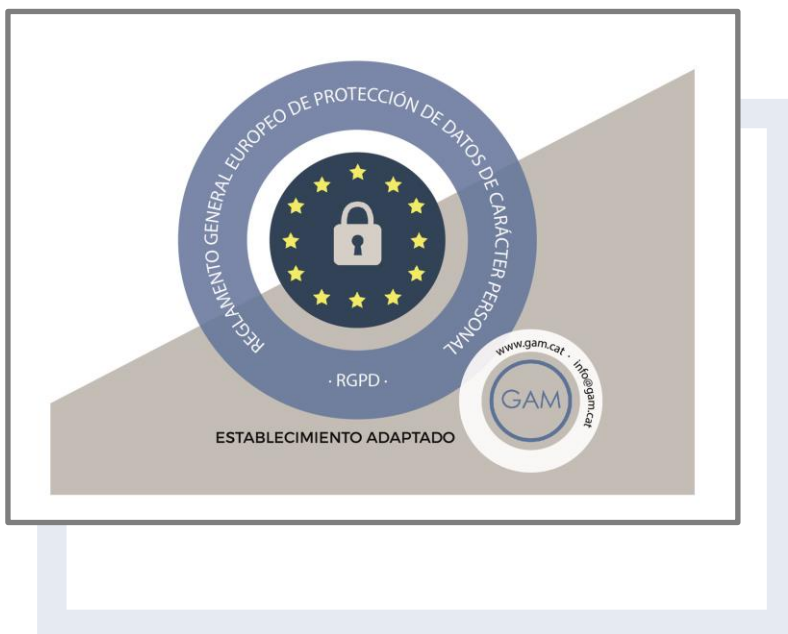 REGLAMENTO GENERAL EUROPEO DE PROTECCIÓN DE DATOS DE CARÁCTER PERSONAL
· RGPD ·
www.gam.cat · info@gam.cat
GAM
ESTABLECIMIENTO ADAPTADO